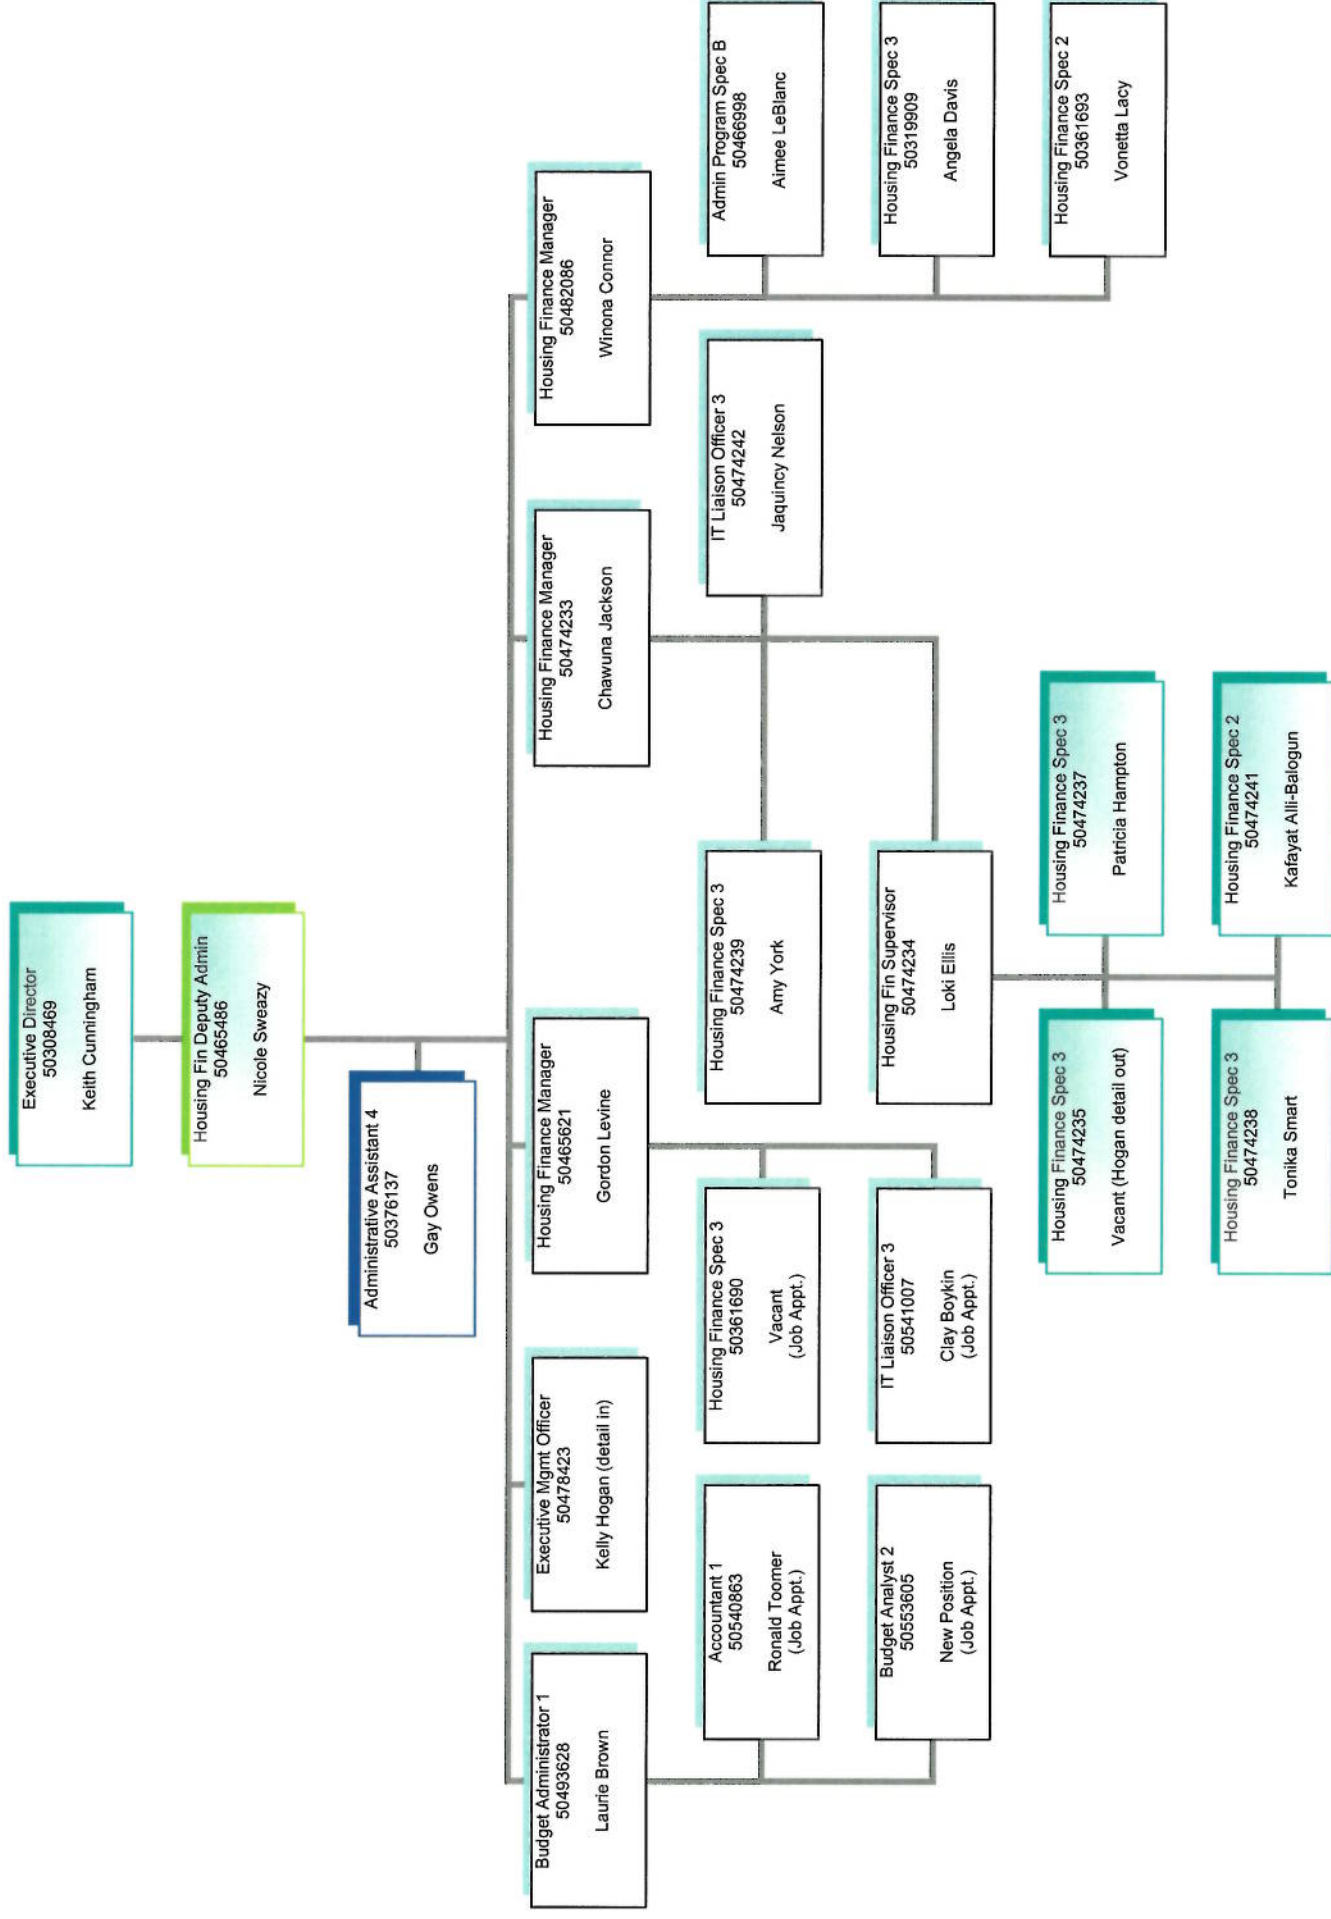 Executive Director
50308469
Keith Cunningham
Housing Fin Deputy Admin
50465486
Nicole Sweazy
Administrative Assistant 4
50376137
Gay Owens
Budget Administrator 1
50493628
Laurie Brown
Executive Mgmt Officer
50478423
Kelly Hogan (detail in)
Housing Finance Manager
50465621
Gordon Levine
Housing Finance Manager
50474233
Chawuna Jackson
Housing Finance Manager
50482086
Winona Connor
Accountant 1
50540863
Ronald Toomer
(Job Appt.)
Housing Finance Spec 3
50361690
Vacant
(Job Appt.)
Housing Finance Spec 3
50474239
Amy York
IT Liaison Officer 3
50474242
Jaquincy Nelson
Admin Program Spec B
50466998
Aimee LeBlanc
Budget Analyst 2
50553605
New Position
(Job Appt.)
IT Liaison Officer 3
50541007
Clay Boykin
(Job Appt.)
Housing Fin Supervisor
50474234
Loki Ellis
Housing Finance Spec 3
50319909
Angela Davis
Housing Finance Spec 3
50474235
Vacant (Hogan detail out)
Housing Finance Spec 3
50474237
Patricia Hampton
Housing Finance Spec 2
50361693
Vonetta Lacy
Housing Finance Spec 3
50474238
Tonika Smart
Housing Finance Spec 2
50474241
Kafayat Alli-Balogun